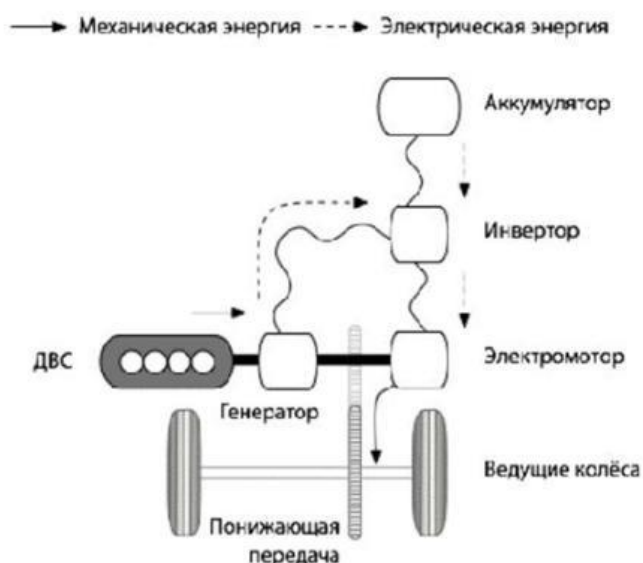 Механическая энергия
Электрическая энергия
Аккумулятор
Инвертор
Электромотор
ДВС
Генератор
Ведущие колёса
Понижающая
передача